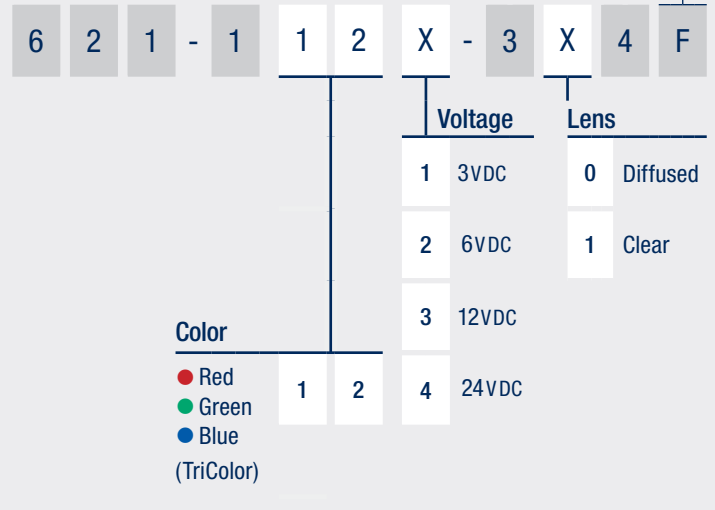 6 2 1 - 1 1 2 X - 3 X 4 F
Voltage
Lens
1 3VDC
0 Diffused
2 6VDC
1 Clear
3 12VDC
Color
Red
Green
Blue
(TriColor)
1 2
4 24VDC